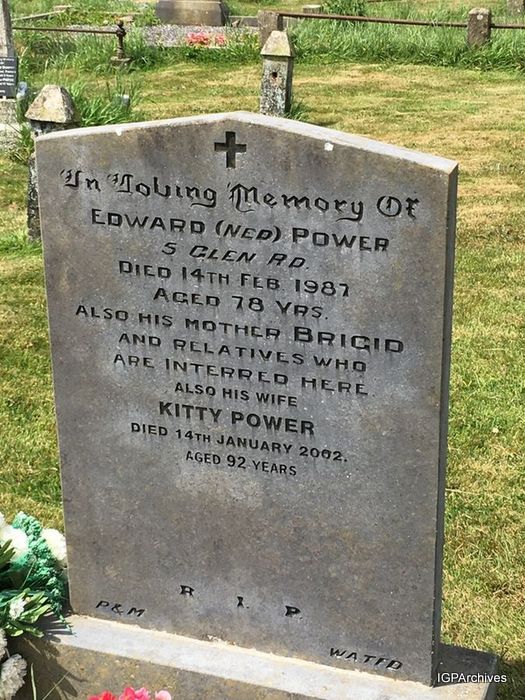 In Loving Memory Of
EDWARD (NED) POWER
5 GLEN RD.
DIED 14TH FEB. 1987
AGED 78 YRS.
ALSO HIS MOTHER BRIGID
AND RELATIVES WHO
ARE INTERRED HERE
ALSO HIS WIFE
KITTY POWER
DIED 14TH JANUARY 2002.
AGED 92 YEARS
R. I. P.
P&M WATFD
IGPArchives